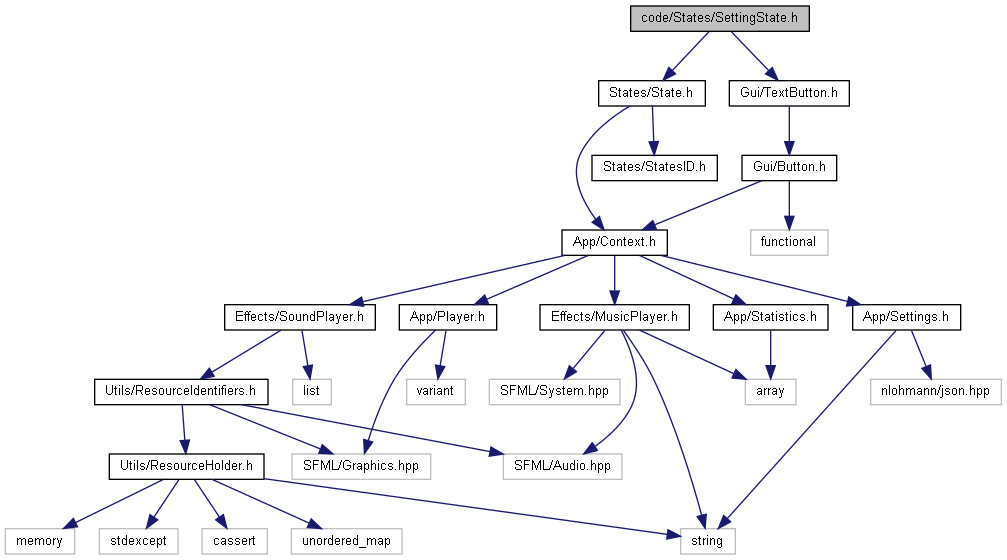 code/States/SettingState.h
States/State.h
Gui/TextButton.h
States/StatesID.h
Gui/Button.h
App/Context.h
functional
Effects/SoundPlayer.h
App/Player.h
Effects/MusicPlayer.h
App/Statistics.h
App/Settings.h
Utils/ResourceIdentifiers.h
list
variant
SFML/System.hpp
array
nlohmann/json.hpp
Utils/ResourceHolder.h
SFML/Graphics.hpp
SFML/Audio.hpp
memory
stdexcept
cassert
unordered_map
string